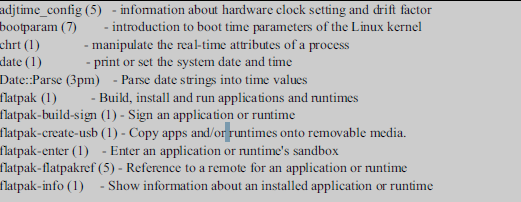 adjtime_config (5)   - information about hardware clock setting and drift factor
bootparam (7)        - introduction to boot time parameters of the Linux kernel
chrt (1)             - manipulate the real-time attributes of a process
date (1)             - print or set the system date and time
Date::Parse (3pm)    - Parse date strings into time values
flatpak (1)          - Build, install and run applications and runtimes
flatpak-build-sign (1) - Sign an application or runtime
flatpak-create-usb (1) - Copy apps and/or runtimes onto removable media.
flatpak-enter (1)    - Enter an application or runtime's sandbox
flatpak-flatpakref (5) - Reference to a remote for an application or runtime
flatpak-info (1)     - Show information about an installed application or runtime